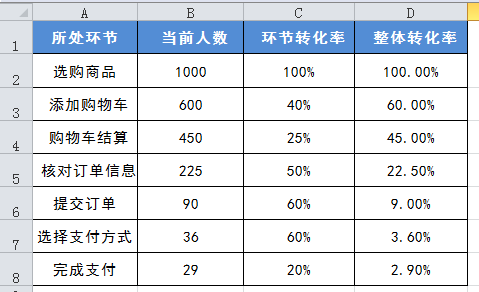 A B C D
1 所处环节 当前人数 环节转化率 整体转化率
2 选购商品 1000 100% 100.00%
3 添加购物车 600 40% 60.00%
4 购物车结算 450 25% 45.00%
5 核对订单信息 225 50% 22.50%
6 提交订单 90 60% 9.00%
7 选择支付方式 36 60% 3.60%
8 完成支付 29 20% 2.90%